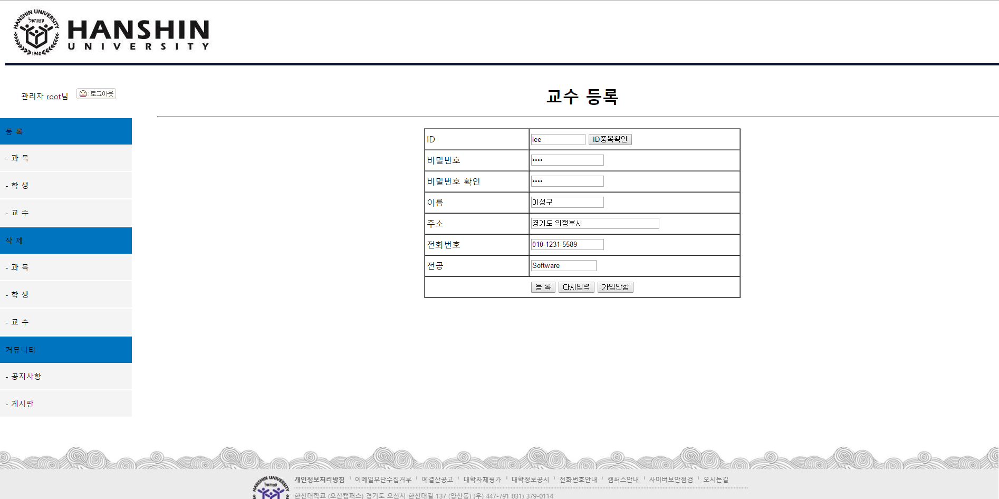 HANSHIN UNIVERSITY
עמנואל
1940
HANSHIN
UNIVERSITY
관리자 root님
로그아웃
등 록
- 과 목
- 학 생
- 교 수
삭 제
- 과 목
- 학 생
- 교 수
커뮤니티
- 공지사항
- 게시판
교수 등록
ID lee ID중복확인
비밀번호 ••••
비밀번호 확인 ••••
이름 이성구
주소 경기도 의정부시
전화번호 010-1231-5589
전공 Software
등 록 다시입력 가입안함
HANSHIN UNIVERSITY
עמנואל
개인정보처리방침 이메일무단수집거부 예결산공고 대학자체평가 대학정보공시 전화번호안내 캠퍼스안내 사이버보안점검 오시는길
한신대학교 (오산캠퍼스) 경기도 오산시 한신대길 137 (양산동) (우) 447-791 031) 379-0114